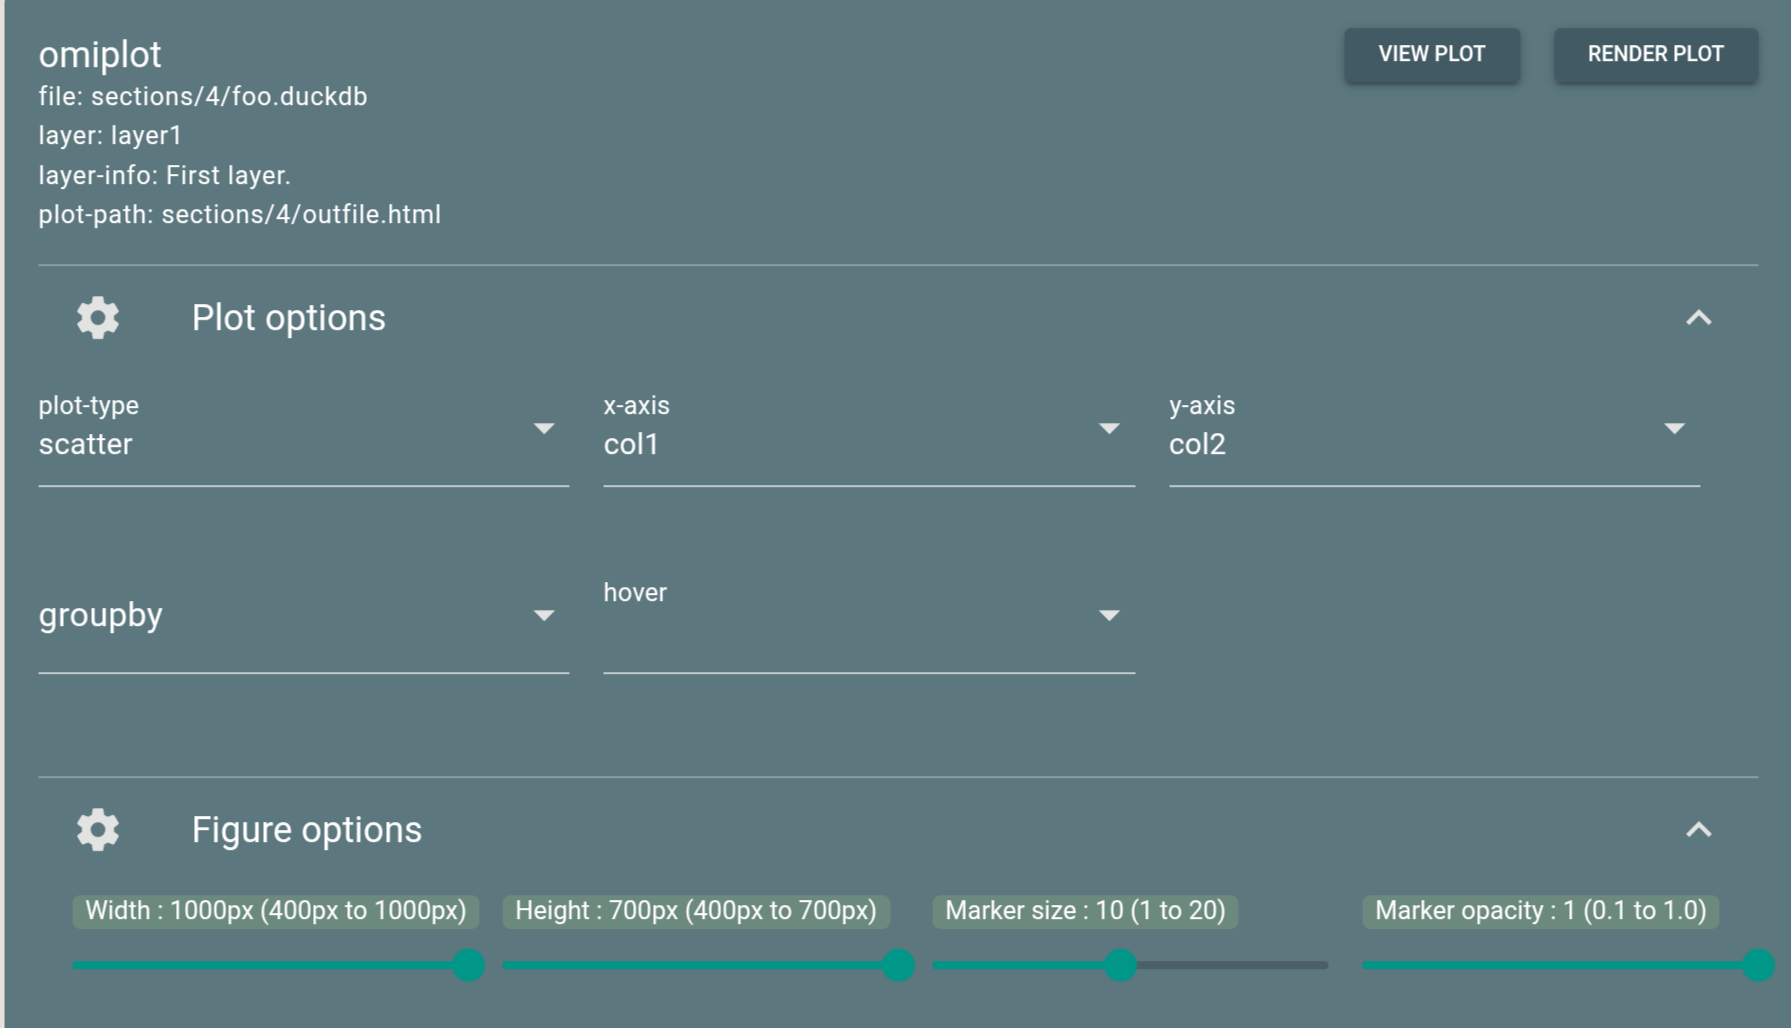 omiplot
VIEW PLOT
RENDER PLOT
file: sections/4/foo.duckdb
layer: layer1
layer-info: First layer.
plot-path: sections/4/outfile.html
Plot options
plot-type
scatter
x-axis
col1
y-axis
col2
groupby
hover
Figure options
Width : 1000px (400px to 1000px)
Height : 700px (400px to 700px)
Marker size : 10 (1 to 20)
Marker opacity : 1 (0.1 to 1.0)